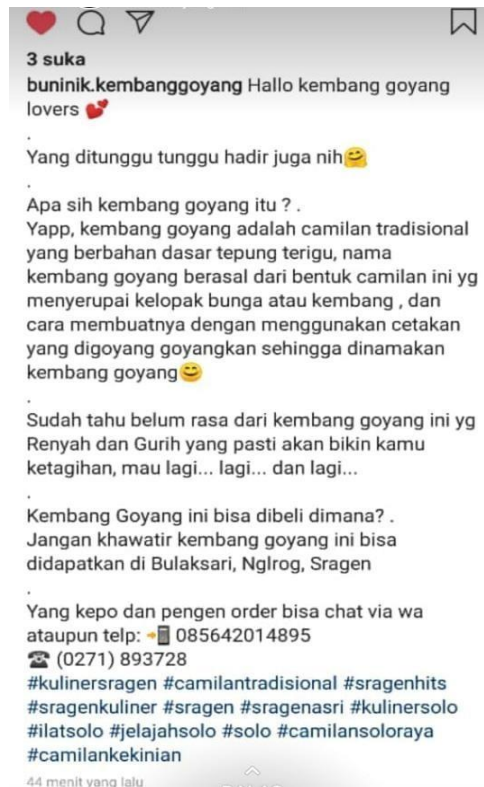 3 suka
buninik.kembanggoyang Hallo kembang goyang
lovers 💕
.
Yang ditunggu tunggu hadir juga nih🤗
.
Apa sih kembang goyang itu ? .
Yapp, kembang goyang adalah camilan tradisional
yang berbahan dasar tepung terigu, nama
kembang goyang berasal dari bentuk camilan ini yg
menyerupai kelopak bunga atau kembang , dan
cara membuatnya dengan menggunakan cetakan
yang digoyang goyangkan sehingga dinamakan
kembang goyang😊
.
Sudah tahu belum rasa dari kembang goyang ini yg
Renyah dan Gurih yang pasti akan bikin kamu
ketagihan, mau lagi... lagi... dan lagi...
.
Kembang Goyang ini bisa dibeli dimana? .
Jangan khawatir kembang goyang ini bisa
didapatkan di Bulaksari, Nglrog, Sragen
.
Yang kepo dan pengen order bisa chat via wa
ataupun telp: 📲 085642014895
☎ (0271) 893728
#kulinersragen #camilantradisional #sragenhits
#sragenkuliner #sragen #sragenasri #kulinersolo
#ilatsolo #jelajahsolo #solo #camilansoloraya
#camilankekinian
44 menit yang lalu